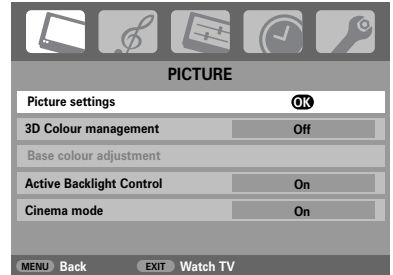 PICTURE
Picture settings OK
3D Colour management Off
Base colour adjustment
Active Backlight Control On
Cinema mode On
MENU Back EXIT Watch TV